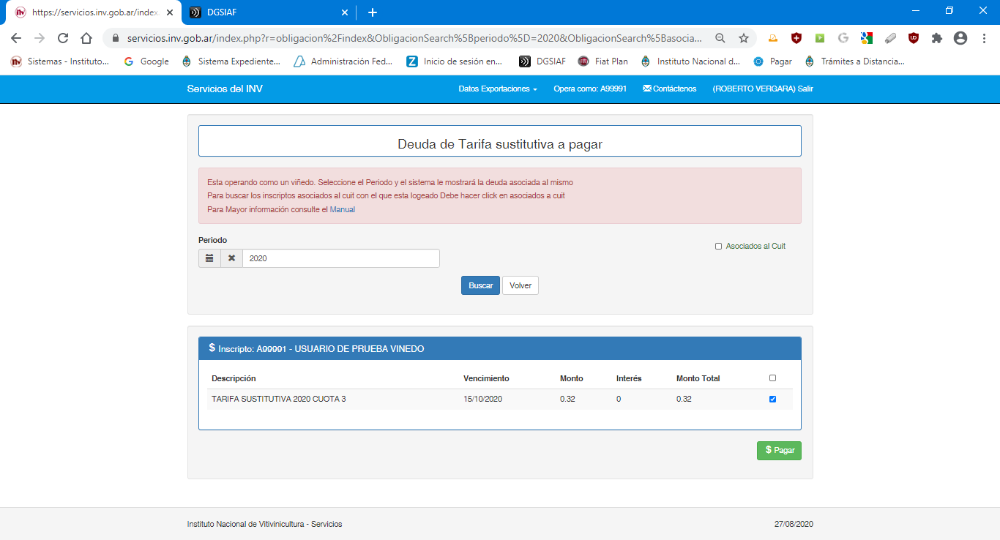 https://servicios.inv.gob.ar/index.
DGSIAF
servicios.inv.gob.ar/index.php?r=obligacion%2Findex&ObligacionSearch%5Bperiodo%5D=2020&ObligacionSearch%5Basocia...
Sistemas - Instituto...
Google
Sistema Expediente...
Administración Fed...
Inicio de sesión en...
DGSIAF
Fiat Plan
Instituto Nacional d...
Pagar
Trámites a Distancia...
Servicios del INV
Datos Exportaciones
Opera como: A99991
Contáctenos
(ROBERTO VERGARA) Salir
Deuda de Tarifa sustitutiva a pagar
Esta operando como un viñedo. Seleccione el Periodo y el sistema le mostrará la deuda asociada al mismo
Para buscar los inscriptos asociados al cuit con el que esta logeado Debe hacer click en asociados a cuit
Para Mayor información consulte el Manual
Periodo
2020
Asociados al Cuit
Buscar
Volver
$ Inscripto: A99991 - USUARIO DE PRUEBA VINEDO
Descripción Vencimiento Monto Interés Monto Total
TARIFA SUSTITUTIVA 2020 CUOTA 3 15/10/2020 0.32 0 0.32
$ Pagar
Instituto Nacional de Vitivinicultura - Servicios
27/08/2020